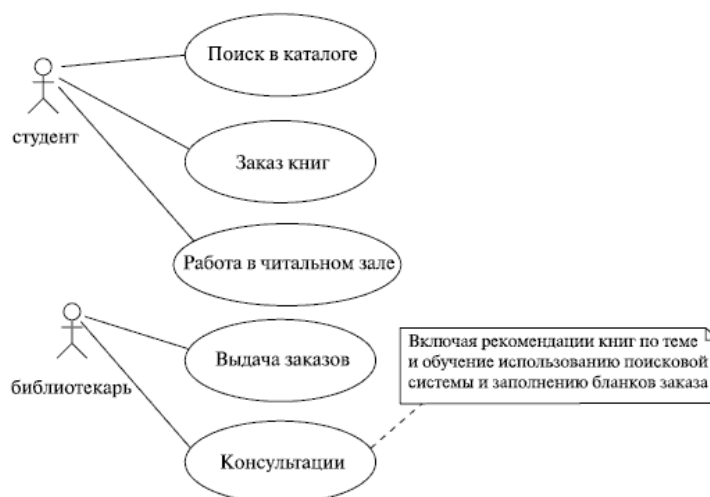 Поиск в каталоге
студент
Заказ книг
Работа в читальном зале
Выдача заказов
Включая рекомендации книг по теме
и обучение использованию поисковой
системы и заполнению бланков заказа
библиотекарь
Консультации